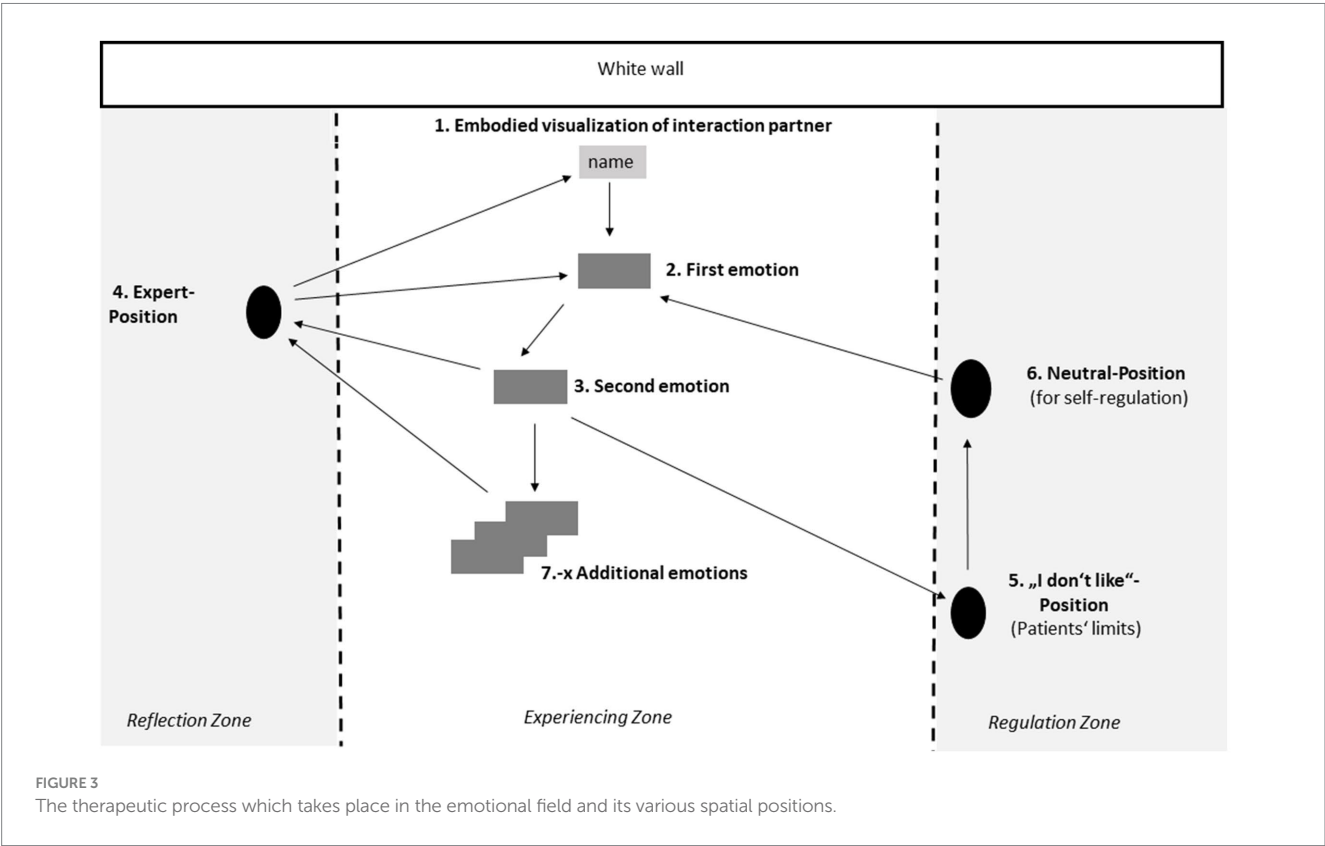 White wall
1. Embodied visualization of interaction partner
name
2. First emotion
4. Expert-
Position
3. Second emotion
6. Neutral-Position
(for self-regulation)
7.-x Additional emotions
5. „I don‘t like“-
Position
(Patients‘ limits)
Reflection Zone
Experiencing Zone
Regulation Zone
FIGURE 3
The therapeutic process which takes place in the emotional field and its various spatial positions.